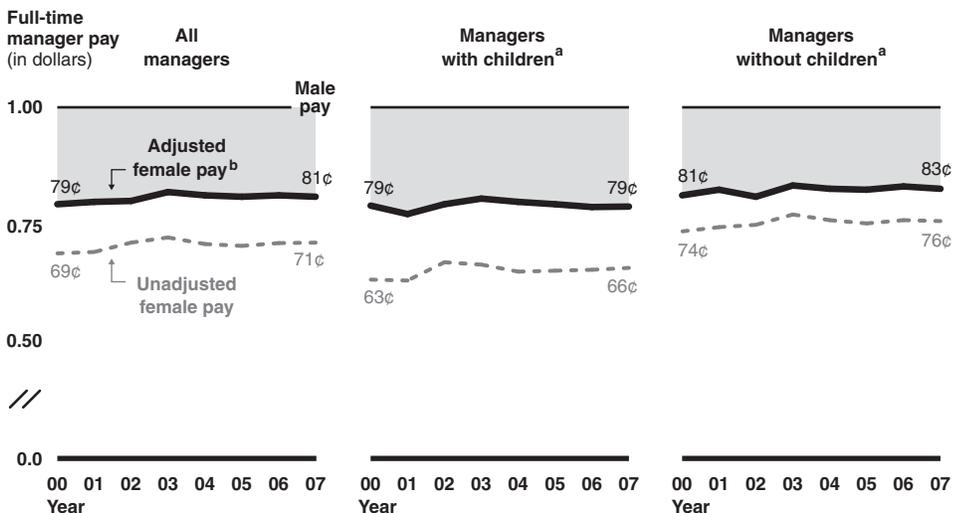 Full-time
manager pay
(in dollars)
All
managers
Managers
with children a
Managers
without children a
Male
pay
1.00
0.75
0.50
0.0
Adjusted
female pay b
79¢
81¢
69¢
71¢
Unadjusted
female pay
79¢
79¢
63¢
66¢
81¢
83¢
74¢
76¢
00 01 02 03 04 05 06 07
Year
00 01 02 03 04 05 06 07
Year
00 01 02 03 04 05 06 07
Year